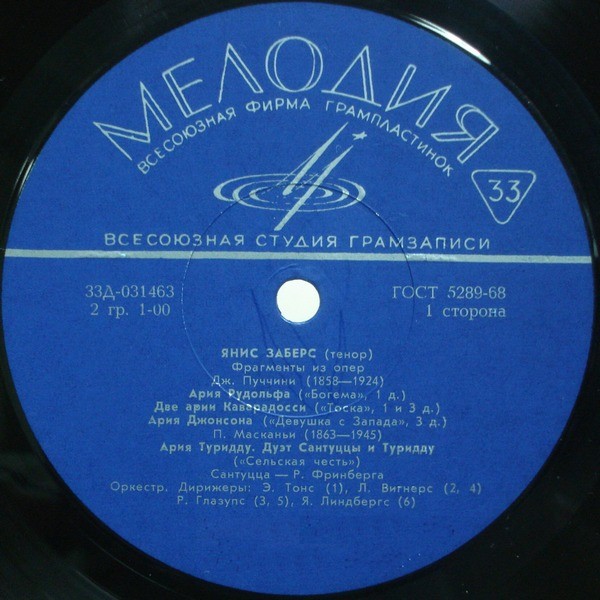 МЕЛОДИЯ
ВСЕСОЮЗНАЯ ФИРМА ГРАМПЛАСТИНОК
33
ВСЕСОЮЗНАЯ СТУДИЯ ГРАМЗАПИСИ
33Д-031463
2 гр. 1-00
ГОСТ 5289-68
1 сторона
ЯНИС ЗАБЕРС (тенор)
Фрагменты из опер
Дж. Пуччини (1858—1924)
Ария Рудольфа («Богема», 1 д.)
Две арии Каварадосси («Тоска», 1 и 3 д.)
Ария Джонсона («Девушка с Запада», 3 д.)
П. Масканьи (1863—1945)
Ария Туридду. Дуэт Сантуццы и Туридду
(«Сельская честь»)
Сантуцца — Р. Фринберга
Оркестр. Дирижеры: Э. Тонс (1), Л. Вигнерс (2, 4)
Р. Глазупс (3, 5), Я. Линдбергс (6)